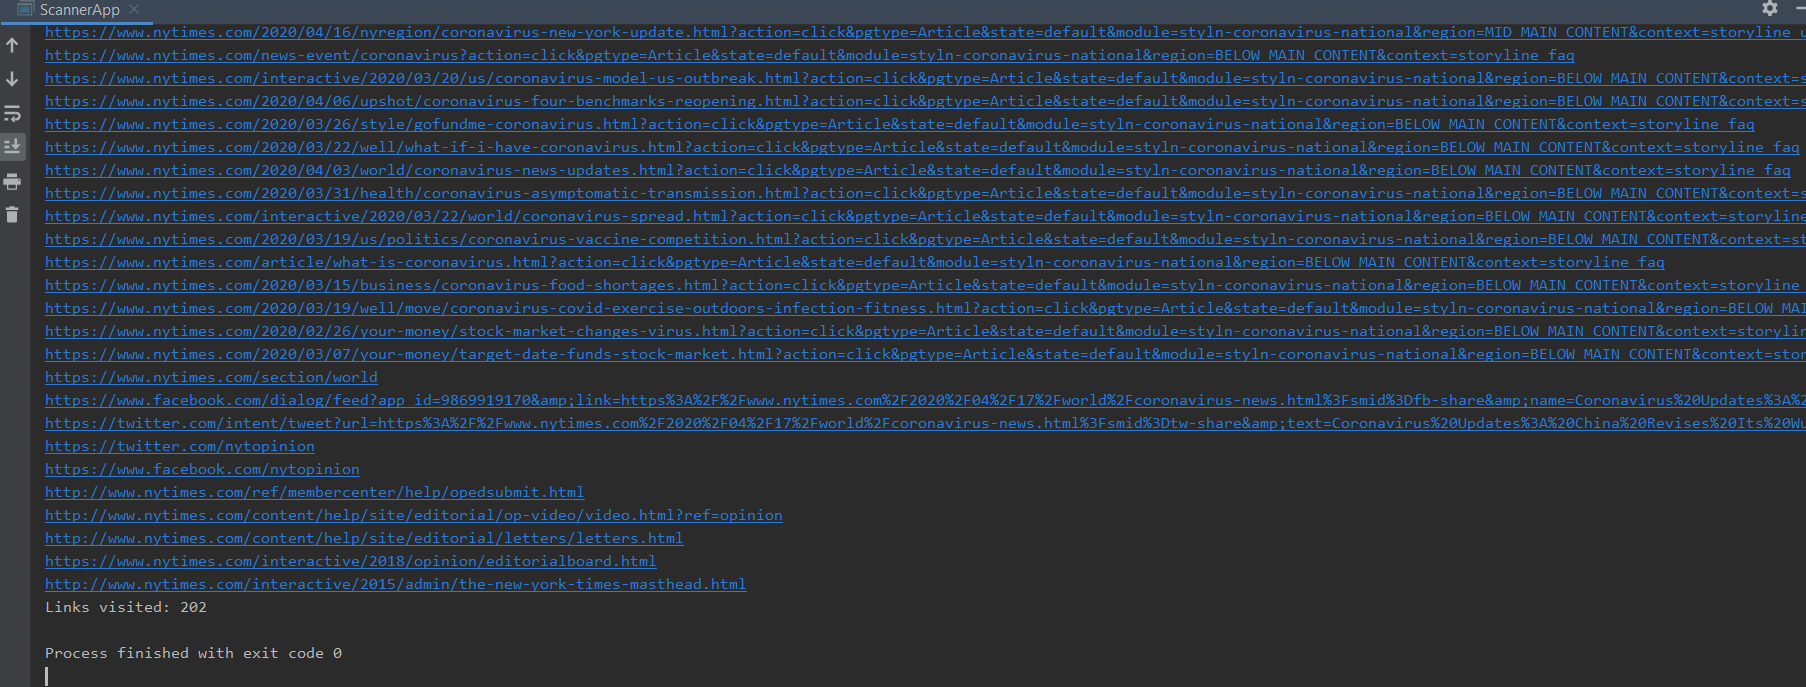 ScannerApp
https://www.nytimes.com/2020/04/16/nyregion/coronavirus-new-york-update.html?action=click&pgtype=Article&state=default&module=styln-coronavirus-national&region=MID_MAIN_CONTENT&context=storyline_u
https://www.nytimes.com/news-event/coronavirus?action=click&pgtype=Article&state=default&module=styln-coronavirus-national&region=BELOW_MAIN_CONTENT&context=storyline_faq
https://www.nytimes.com/interactive/2020/03/20/us/coronavirus-model-us-outbreak.html?action=click&pgtype=Article&state=default&module=styln-coronavirus-national&region=BELOW_MAIN_CONTENT&context=s
https://www.nytimes.com/2020/04/06/upshot/coronavirus-four-benchmarks-reopening.html?action=click&pgtype=Article&state=default&module=styln-coronavirus-national&region=BELOW_MAIN_CONTENT&context=s
https://www.nytimes.com/2020/03/26/style/gofundme-coronavirus.html?action=click&pgtype=Article&state=default&module=styln-coronavirus-national&region=BELOW_MAIN_CONTENT&context=storyline_faq
https://www.nytimes.com/2020/03/22/well/what-if-i-have-coronavirus.html?action=click&pgtype=Article&state=default&module=styln-coronavirus-national&region=BELOW_MAIN_CONTENT&context=storyline_faq
https://www.nytimes.com/2020/04/03/world/coronavirus-news-updates.html?action=click&pgtype=Article&state=default&module=styln-coronavirus-national&region=BELOW_MAIN_CONTENT&context=storyline_faq
https://www.nytimes.com/2020/03/31/health/coronavirus-asymptomatic-transmission.html?action=click&pgtype=Article&state=default&module=styln-coronavirus-national&region=BELOW_MAIN_CONTENT&context=s
https://www.nytimes.com/interactive/2020/03/22/world/coronavirus-spread.html?action=click&pgtype=Article&state=default&module=styln-coronavirus-national&region=BELOW_MAIN_CONTENT&context=storyline
https://www.nytimes.com/2020/03/19/us/politics/coronavirus-vaccine-competition.html?action=click&pgtype=Article&state=default&module=styln-coronavirus-national&region=BELOW_MAIN_CONTENT&context=st
https://www.nytimes.com/article/what-is-coronavirus.html?action=click&pgtype=Article&state=default&module=styln-coronavirus-national&region=BELOW_MAIN_CONTENT&context=storyline_faq
https://www.nytimes.com/2020/03/15/business/coronavirus-food-shortages.html?action=click&pgtype=Article&state=default&module=styln-coronavirus-national&region=BELOW_MAIN_CONTENT&context=storyline_
https://www.nytimes.com/2020/03/19/well/move/coronavirus-covid-exercise-outdoors-infection-fitness.html?action=click&pgtype=Article&state=default&module=styln-coronavirus-national&region=BELOW_MAI
https://www.nytimes.com/2020/02/26/your-money/stock-market-changes-virus.html?action=click&pgtype=Article&state=default&module=styln-coronavirus-national&region=BELOW_MAIN_CONTENT&context=storylin
https://www.nytimes.com/2020/03/07/your-money/target-date-funds-stock-market.html?action=click&pgtype=Article&state=default&module=styln-coronavirus-national&region=BELOW_MAIN_CONTENT&context=stor
https://www.nytimes.com/section/world
https://www.facebook.com/dialog/feed?app_id=9869919170&amp;link=https%3A%2F%2Fwww.nytimes.com%2F2020%2F04%2F17%2Fworld%2Fcoronavirus-news.html%3Fsmid%3Dfb-share&amp;name=Coronavirus%20Updates%3A%2
https://twitter.com/intent/tweet?url=https%3A%2F%2Fwww.nytimes.com%2F2020%2F04%2F17%2Fworld%2Fcoronavirus-news.html%3Fsmid%3Dtw-share&amp;text=Coronavirus%20Updates%3A%20China%20Revises%20Its%20Wu
https://twitter.com/nytopinion
https://www.facebook.com/nytopinion
http://www.nytimes.com/ref/membercenter/help/opedsubmit.html
http://www.nytimes.com/content/help/site/editorial/op-video/video.html?ref=opinion
http://www.nytimes.com/content/help/site/editorial/letters/letters.html
https://www.nytimes.com/interactive/2018/opinion/editorialboard.html
http://www.nytimes.com/interactive/2015/admin/the-new-york-times-masthead.html
Links visited: 202
Process finished with exit code 0